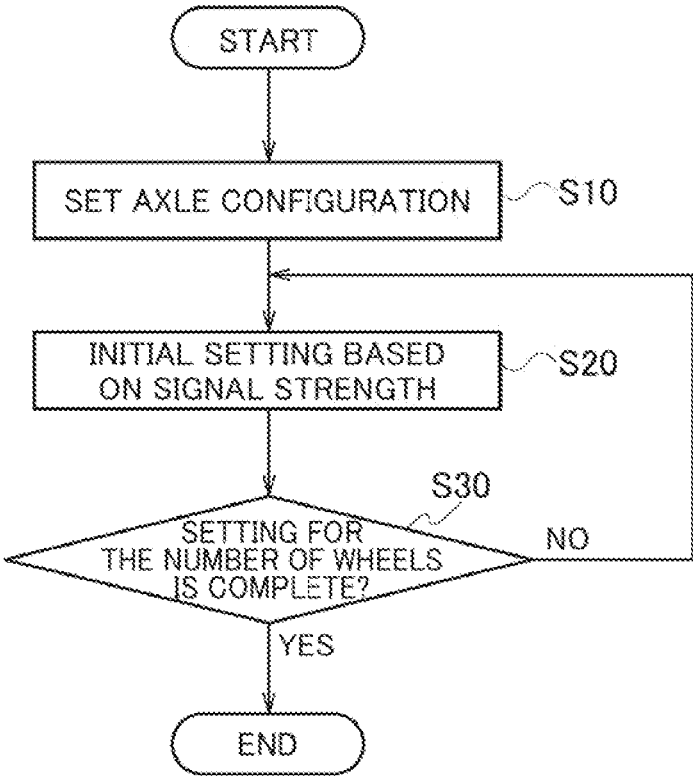 START
SET AXLE CONFIGURATION
S10
INITIAL SETTING BASED
ON SIGNAL STRENGTH
S20
S30
SETTING FOR
THE NUMBER OF WHEELS
IS COMPLETE?
NO
YES
END